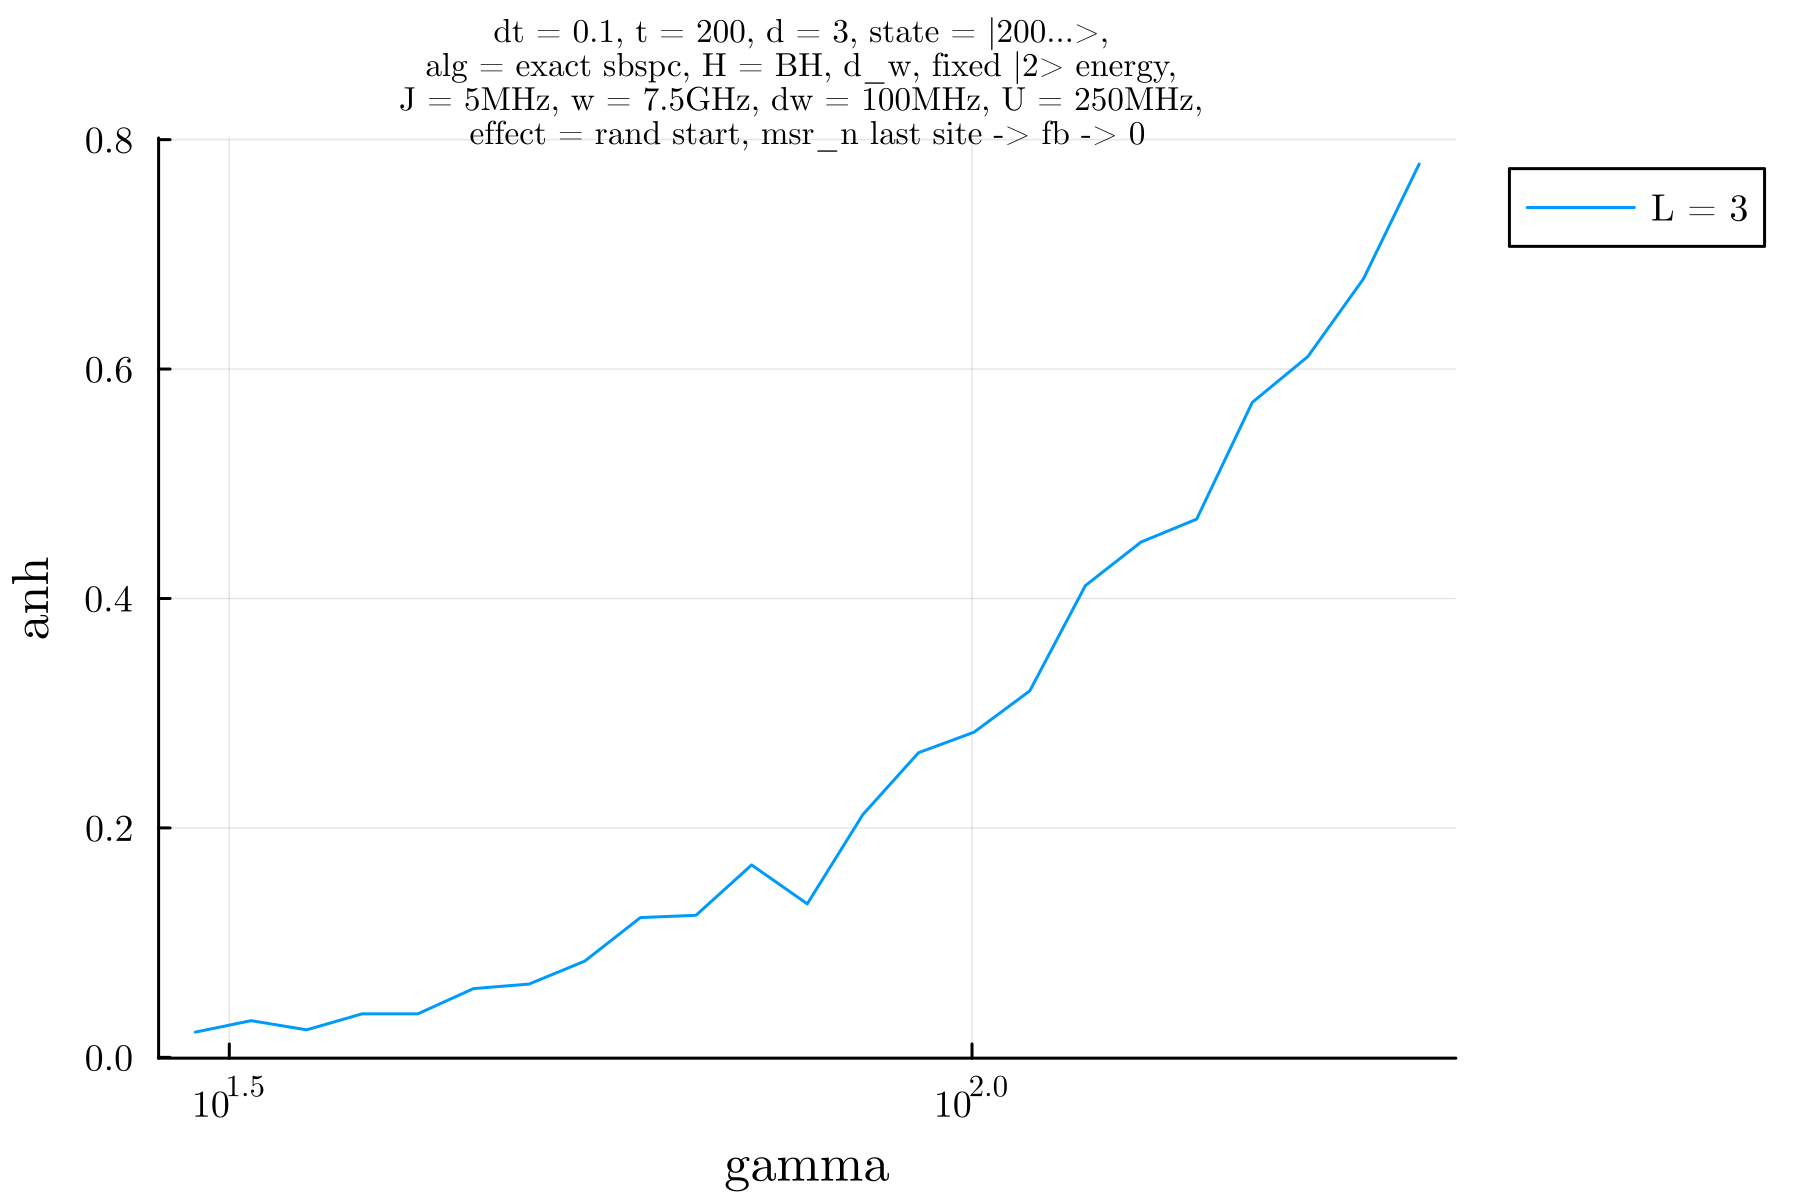 dt = 0.1, t = 200, d = 3, state = |200...>,
alg = exact sbspc, H = BH, d_w, fixed |2> energy,
J = 5MHz, w = 7.5GHz, dw = 100MHz, U = 250MHz,
effect = rand start, msr_n last site -> fb -> 0
0.8
L = 3
0.6
anh
0.4
0.2
0.0
10^1.5 10^2.0
gamma